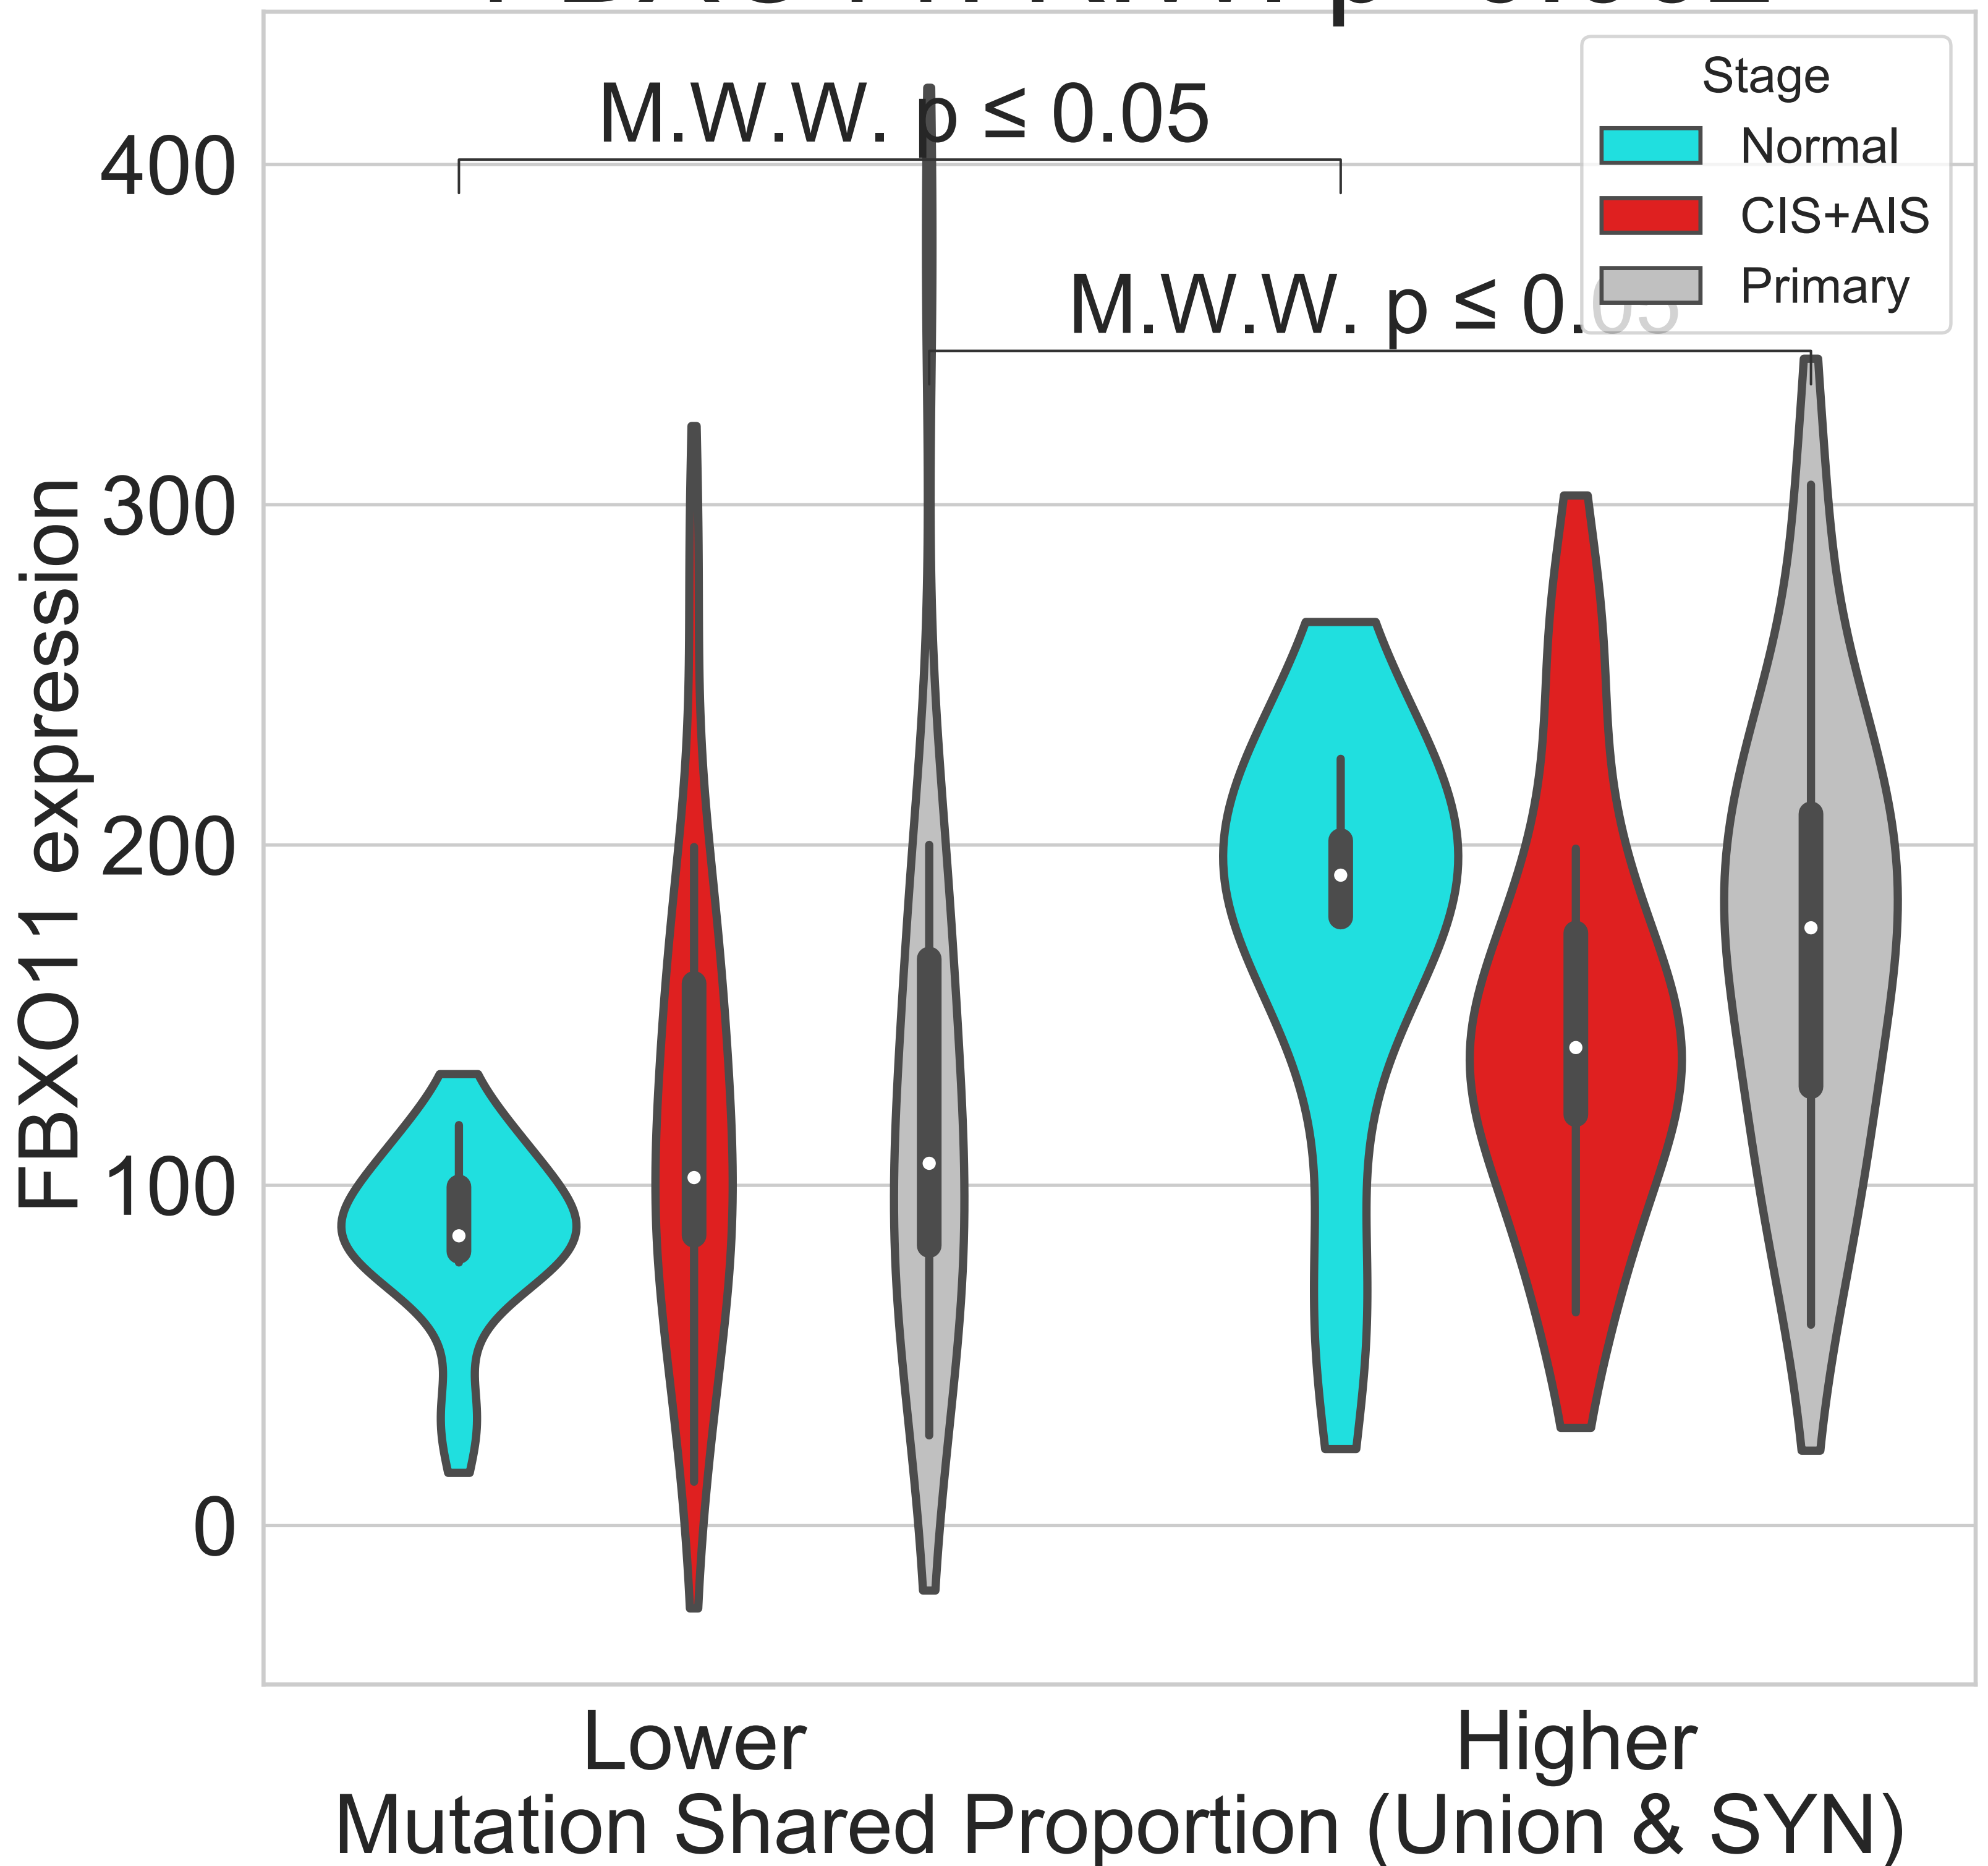 M.W.W. p ≤ 0.05
M.W.W. p ≤ 0.05
Stage
Normal
CIS+AIS
Primary
400
300
200
100
0
FBXO11 expression
Lower Higher
Mutation Shared Proportion (Union & SYN)